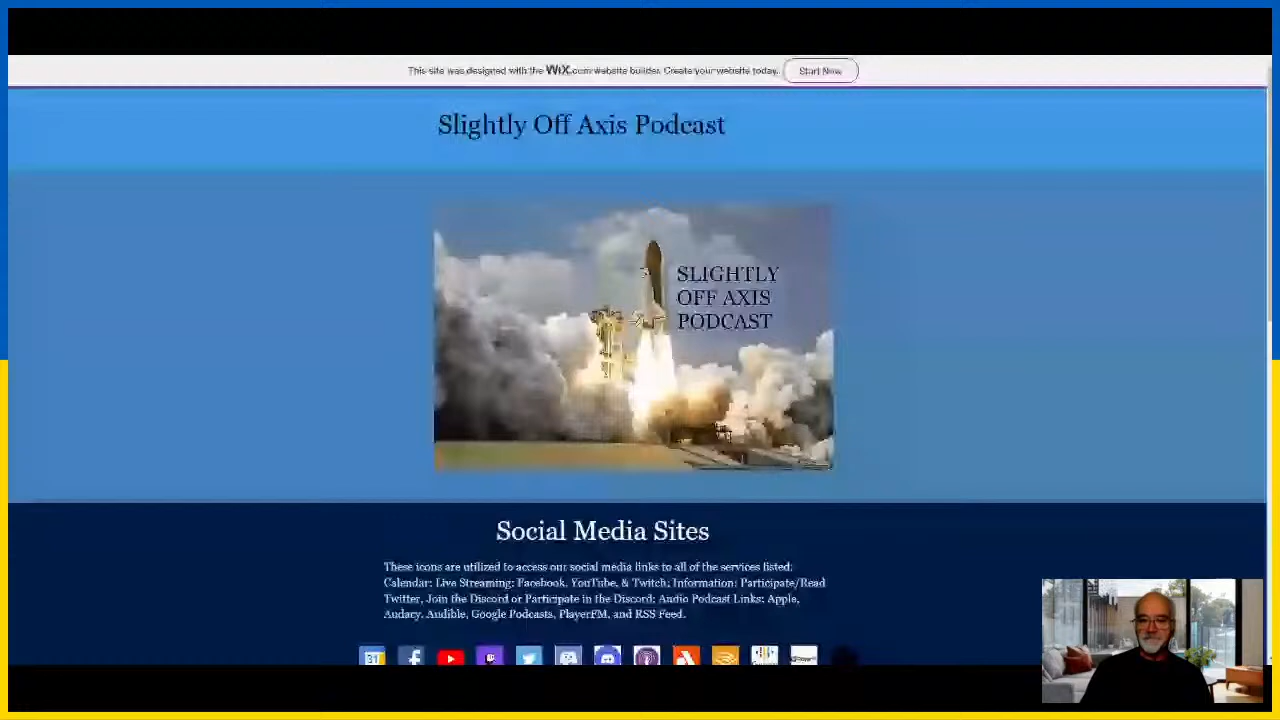 This site was designed with the WiX.com website builder. Create your website today. Start Now
Slightly Off Axis Podcast
SLIGHTLY
OFF AXIS
PODCAST
Social Media Sites
These icons are utilized to access our social media links to all of the services listed:
Calendar: Live Streaming: Facebook, YouTube, & Twitch; Information: Participate/Read
Twitter, Join the Discord or Participate in the Discord: Audio Podcast Links: Apple,
Audacy, Audible, Google Podcasts, PlayerFM, and RSS Feed.
31